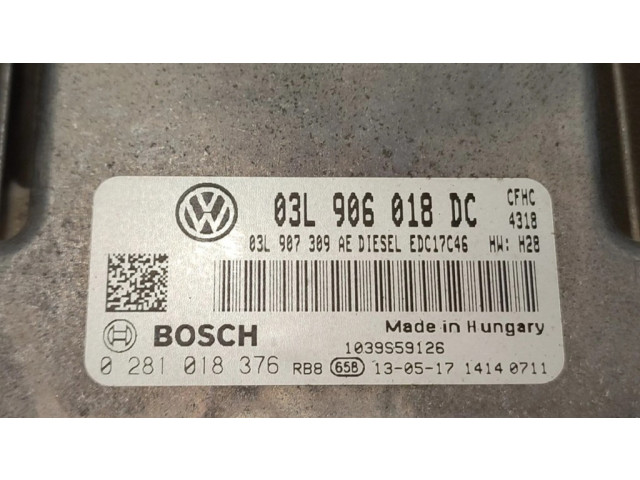 03L 906 018 DC CFHC
4318
03L 907 309 AE DIESEL EDC17C46 HW: H28
BOSCH
Made in Hungary
1039S59126
0 281 018 376 RB8 658 13-05-17 1414 0711